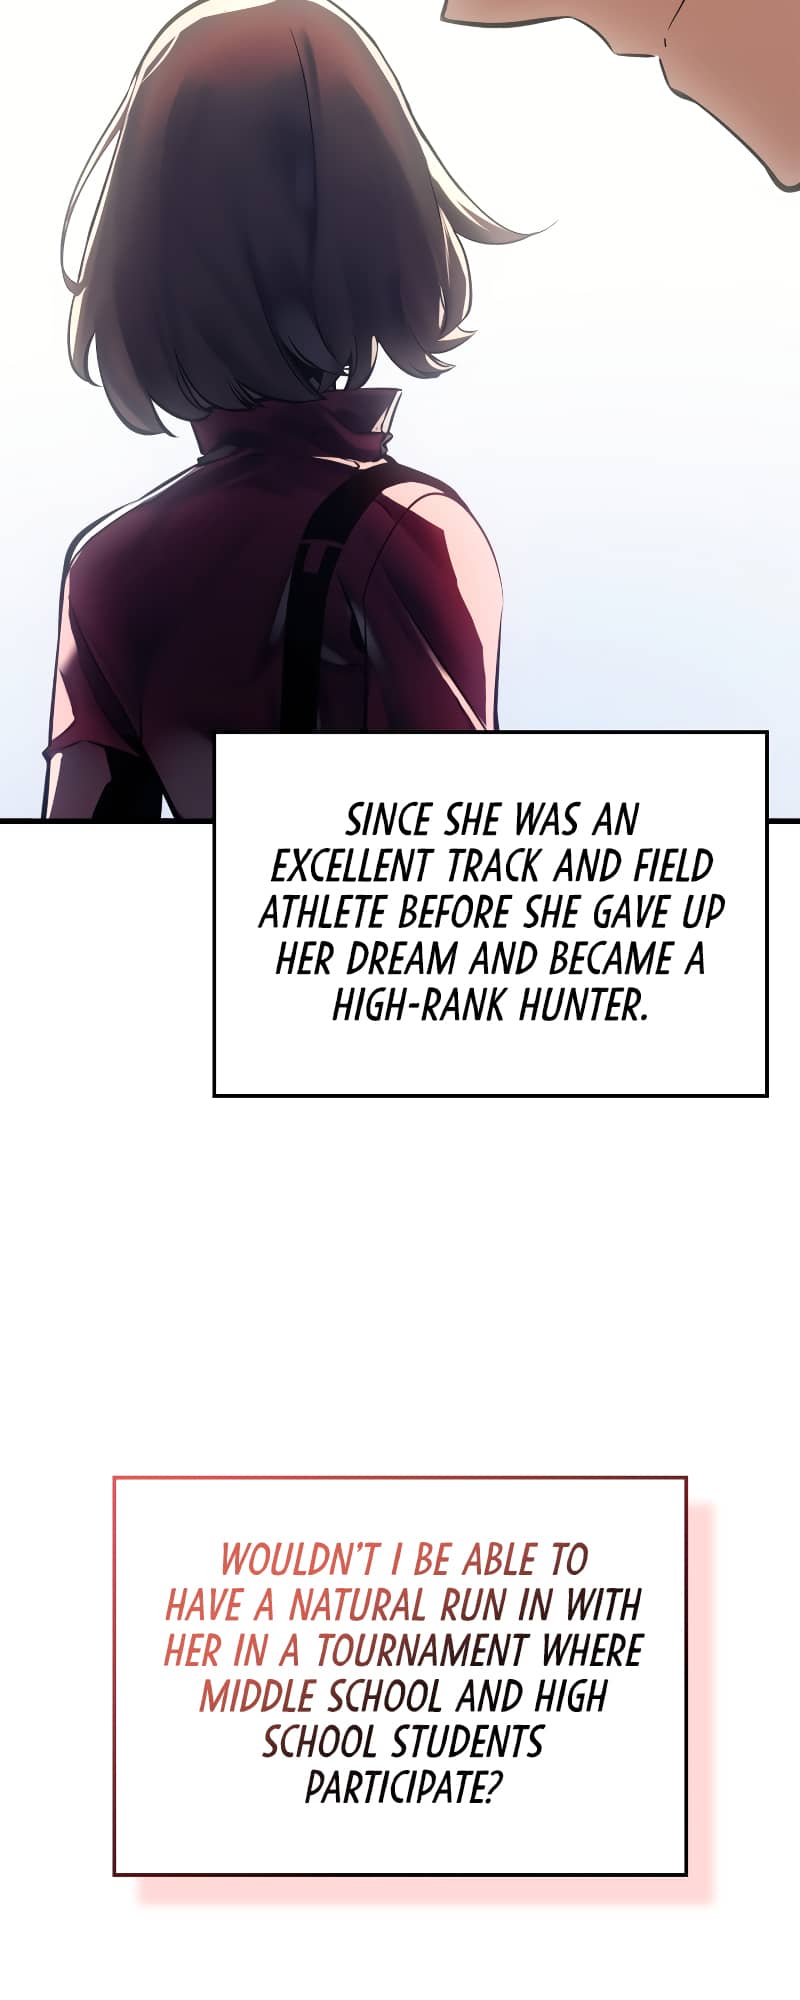 SINCE SHE WAS AN
EXCELLENT TRACK AND FIELD
ATHLETE BEFORE SHE GAVE UP
HER DREAM AND BECAME A
HIGH-RANK HUNTER.
WOULDN'T I BE ABLE TO
HAVE A NATURAL RUN IN WITH
HER IN A TOURNAMENT WHERE
MIDDLE SCHOOL AND HIGH
SCHOOL STUDENTS
PARTICIPATE?